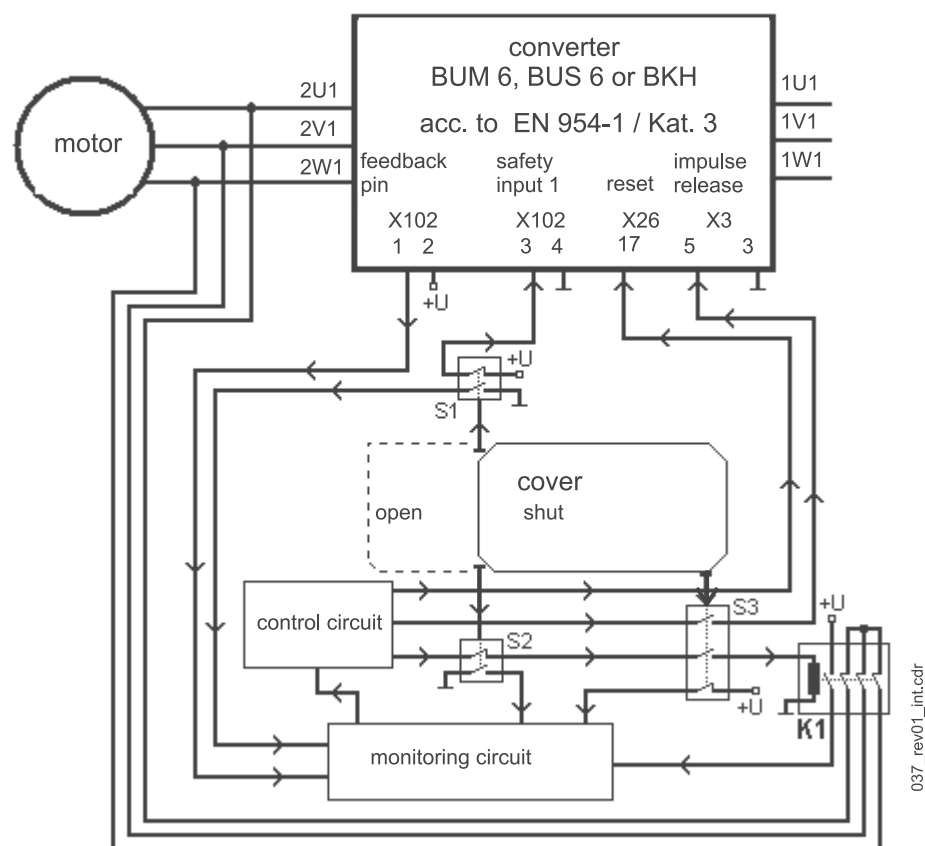 converter
BUM 6, BUS 6 or BKH
acc. to EN 954-1 / Kat. 3
motor
2U1
2V1
2W1
1U1
1V1
1W1
feedback
pin
safety
input 1
reset
impulse
release
X102
X102
X26
X3
1 2
3 4
17
5 3
+U
+U
S1
cover
open
shut
control circuit
S2
S3
+U
+U
K1
monitoring circuit
037_rev01_int.cdr